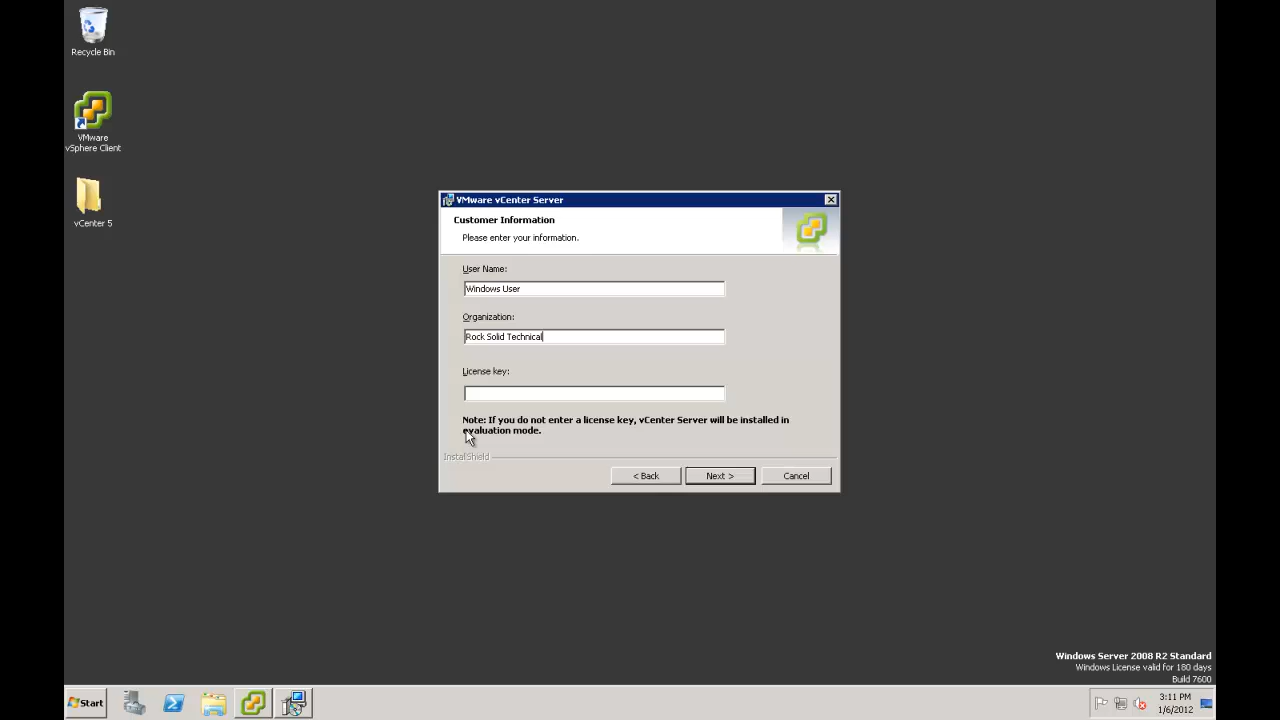 Recycle Bin
VMware
vSphere Client
vCenter 5
VMware vCenter Server
Customer Information
Please enter your information.
User Name:
Windows User
Organization:
Rock Solid Technical
License key:
Note: If you do not enter a license key, vCenter Server will be installed in
evaluation mode.
InstallShield
< Back
Next >
Cancel
Windows Server 2008 R2 Standard
Windows License valid for 180 days
Build 7600
Start
3:11 PM
1/6/2012